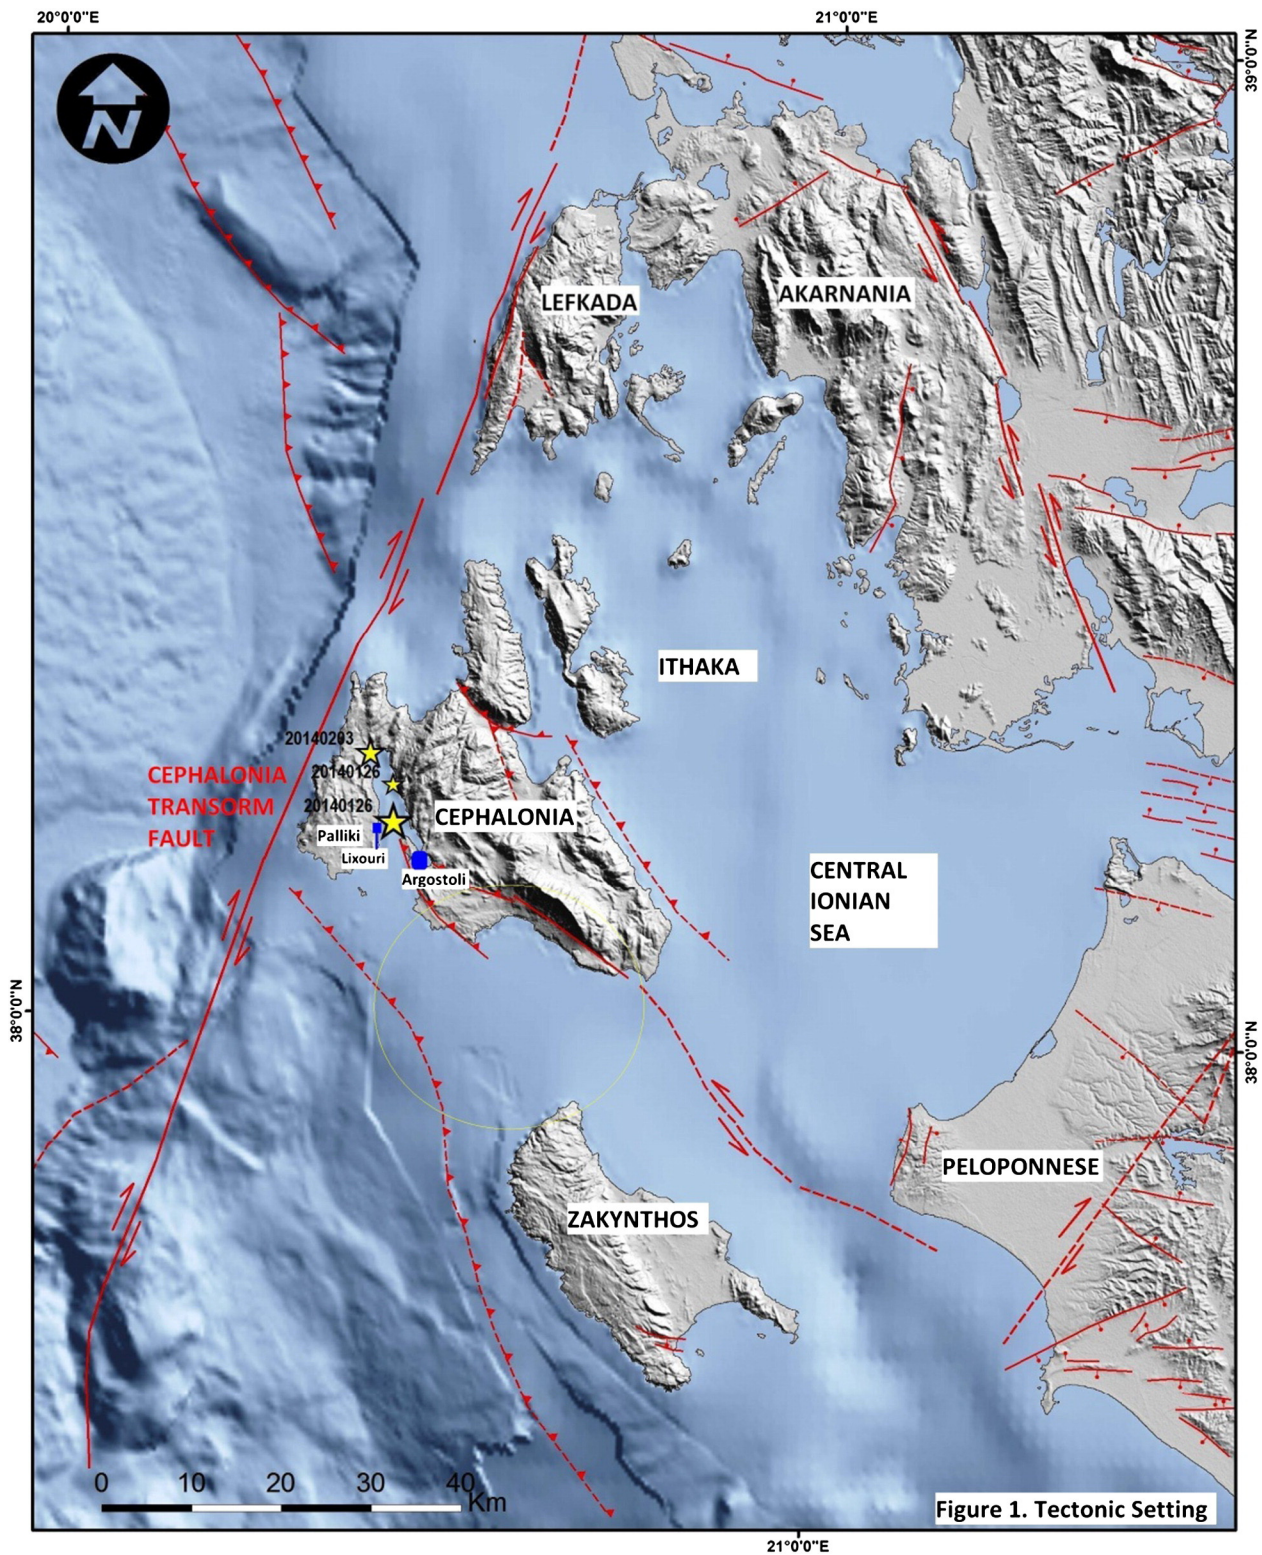 20°0'0"E
21°0'0"E
39°0'0"N
N
LEFKADA
AKARNANIA
ITHAKA
20140203
20140126
20140126
CEPHALONIA
TRANSORM
FAULT
CEPHALONIA
Palliki
Lixouri
Argostoli
CENTRAL
IONIAN
SEA
38°0'0"N
38°0'0"N
PELOPONNESE
ZAKYNTHOS
0 10 20 30 40
Km
Figure 1. Tectonic Setting
21°0'0"E